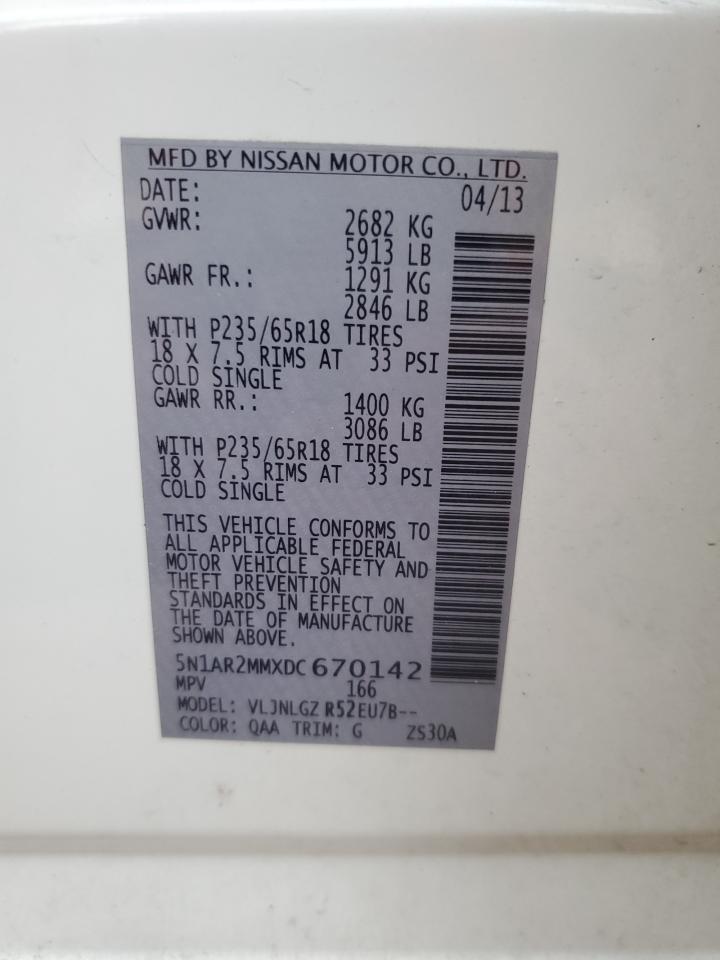 MFD BY NISSAN MOTOR CO., LTD.
DATE: 04/13
GVWR: 2682 KG
5913 LB
GAWR FR.: 1291 KG
2846 LB
WITH P235/65R18 TIRES
18 X 7.5 RIMS AT 33 PSI
COLD SINGLE
GAWR RR.: 1400 KG
3086 LB
WITH P235/65R18 TIRES
18 X 7.5 RIMS AT 33 PSI
COLD SINGLE
THIS VEHICLE CONFORMS TO
ALL APPLICABLE FEDERAL
MOTOR VEHICLE SAFETY AND
THEFT PREVENTION
STANDARDS IN EFFECT ON
THE DATE OF MANUFACTURE
SHOWN ABOVE.
5N1AR2MMXDC670142
MPV 166
MODEL: VLJNLGZ R52EU7B--
COLOR: QAA TRIM: G ZS30A